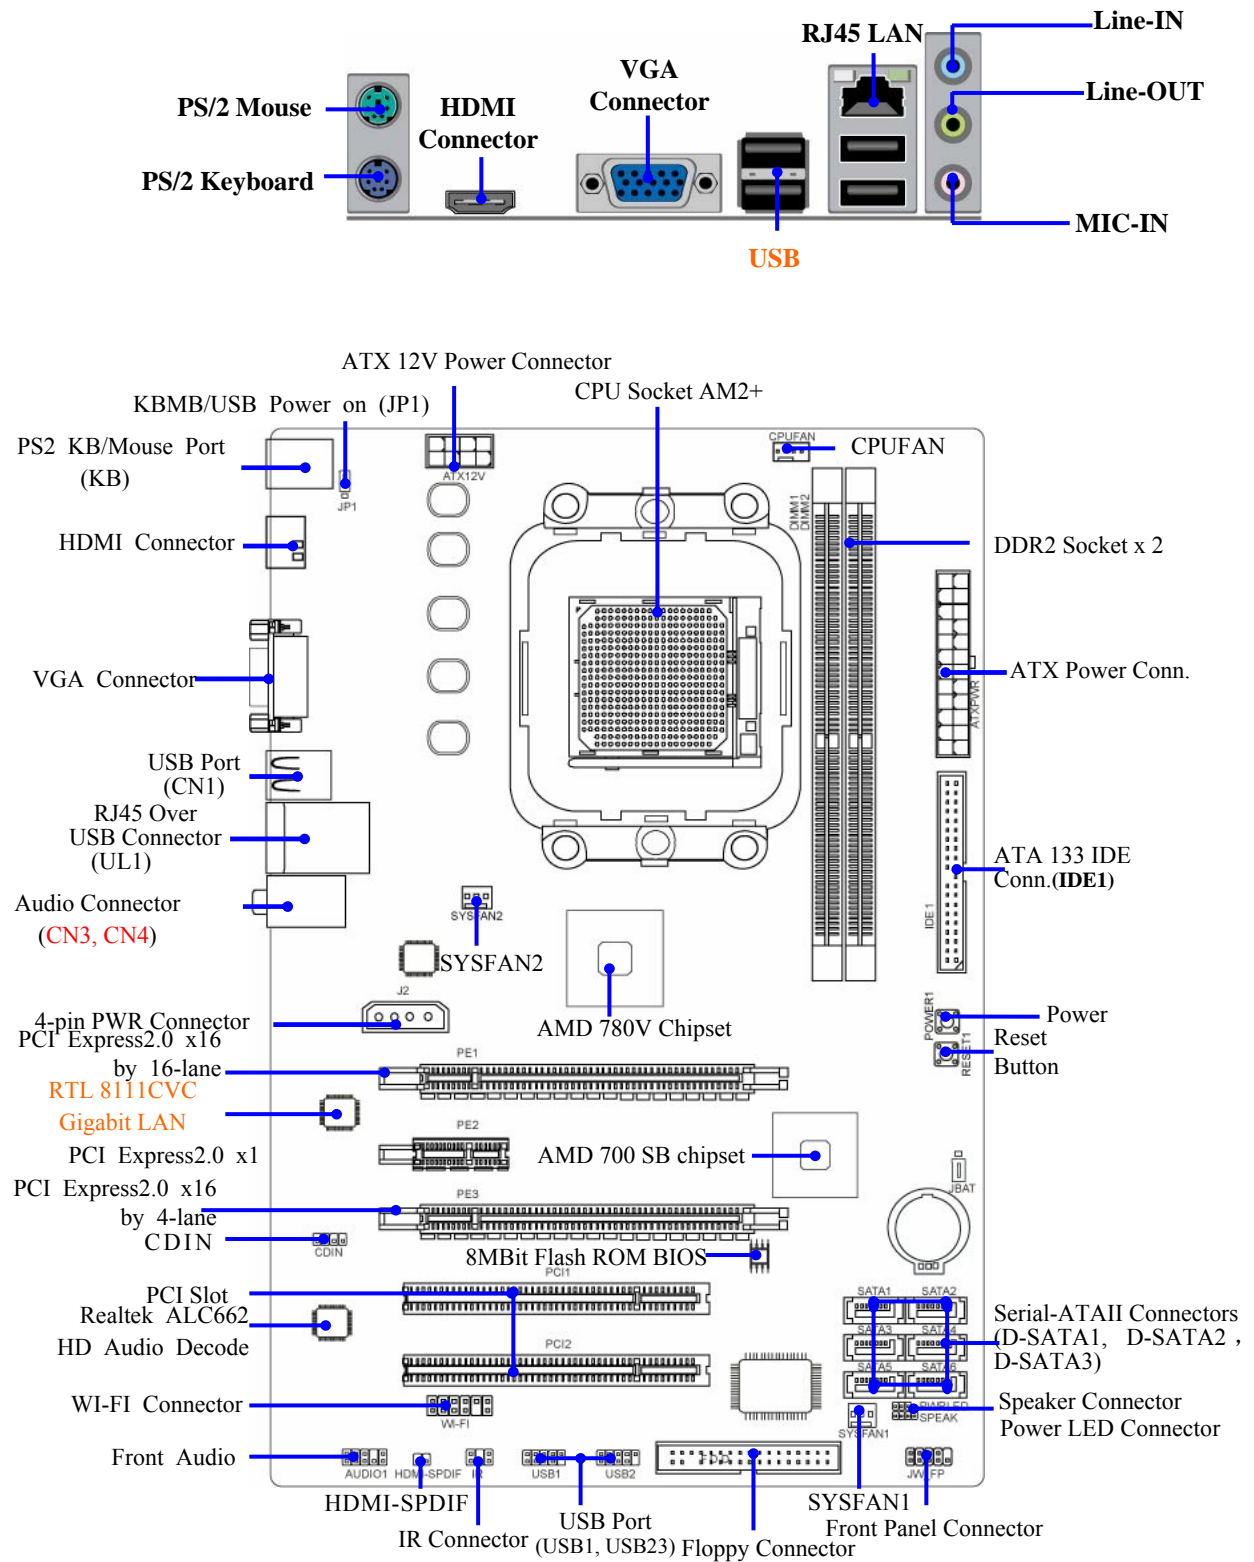 Line-IN
RJ45 LAN
VGA
Connector
Line-OUT
PS/2 Mouse
HDMI
Connector
PS/2 Keyboard
MIC-IN
USB
ATX 12V Power Connector
CPU Socket AM2+
KBMB/USB Power on (JP1)
PS2 KB/Mouse Port
(KB)
CPUFAN
CPUFAN
ATX12V
JP1
DIMM1
DIMM2
HDMI Connector
DDR2 Socket x 2
VGA Connector
ATX Power Conn.
ATXPWR
USB Port
(CN1)
RJ45 Over
USB Connector
(UL1)
ATA 133 IDE
Conn.(IDE1)
IDE1
Audio Connector
(CN3, CN4)
SYSFAN2
SYSFAN2
J2
4-pin PWR Connector
AMD 780V Chipset
POWER1
Power
RESET1
Reset
Button
PCI Express2.0 x16
by 16-lane
PE1
RTL 8111CVC
Gigabit LAN
PE2
PCI Express2.0 x1
AMD 700 SB chipset
JBAT
PCI Express2.0 x16
by 4-lane
PE3
CDIN
CDIN
8MBit Flash ROM BIOS
PCI1
PCI Slot
Realtek ALC662
HD Audio Decode
PCI2
SATA1
SATA2
SATA3
SATA4
SATA5
SATA6
Serial-ATAII Connectors
(D-SATA1, D-SATA2 ,
D-SATA3)
WI-FI Connector
WI-FI
PWRLED
SPEAK
Speaker Connector
Power LED Connector
SYSFAN1
Front Audio
AUDIO1
HDMI-SPDIF
IR
USB1
USB2
FDD
JW_FP
HDMI-SPDIF
IR Connector
USB Port
(USB1, USB23)
Floppy Connector
SYSFAN1
Front Panel Connector